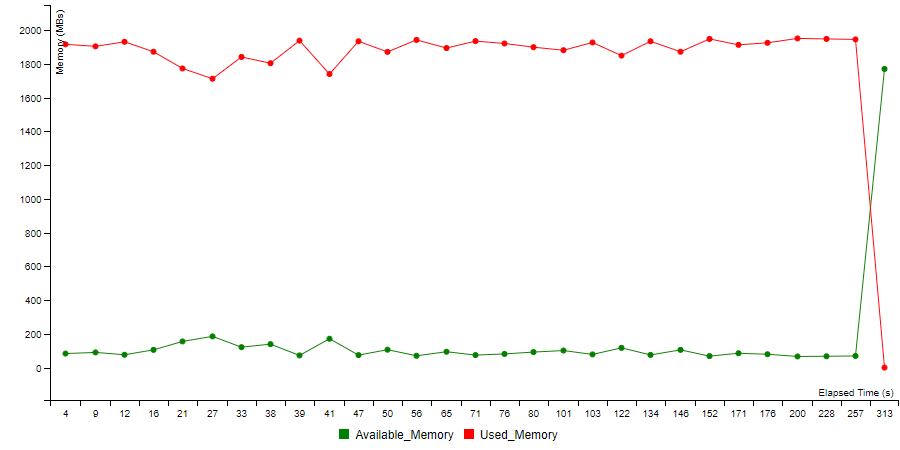 Memory (MBs)
2000
1800
1600
1400
1200
1000
800
600
400
200
0
Elapsed Time (s)
4 9 12 16 21 27 33 38 39 41 47 50 56 65 71 76 80 101 103 122 134 146 152 171 176 200 228 257 313
Available_Memory Used_Memory